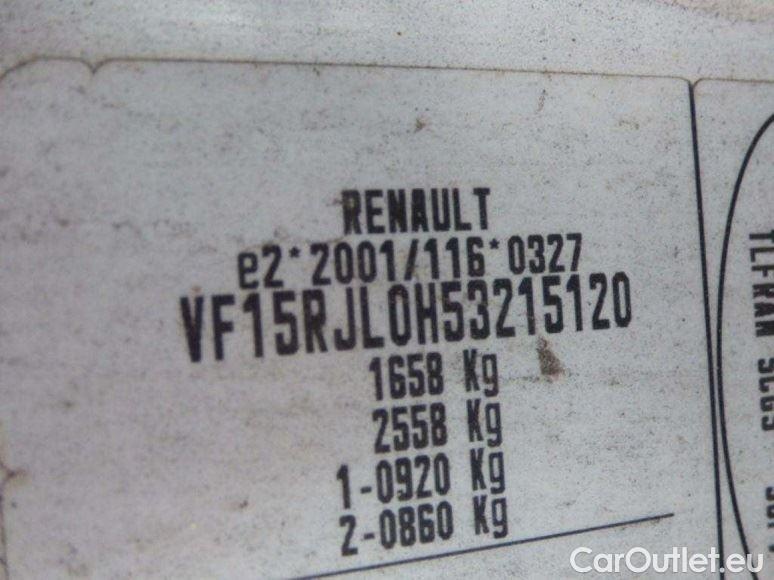 RENAULT
e2*2001/116*0327
VF15RJL0H53215120
1658 Kg
2558 Kg
1-0920 Kg
2-0860 Kg
CarOutlet.eu